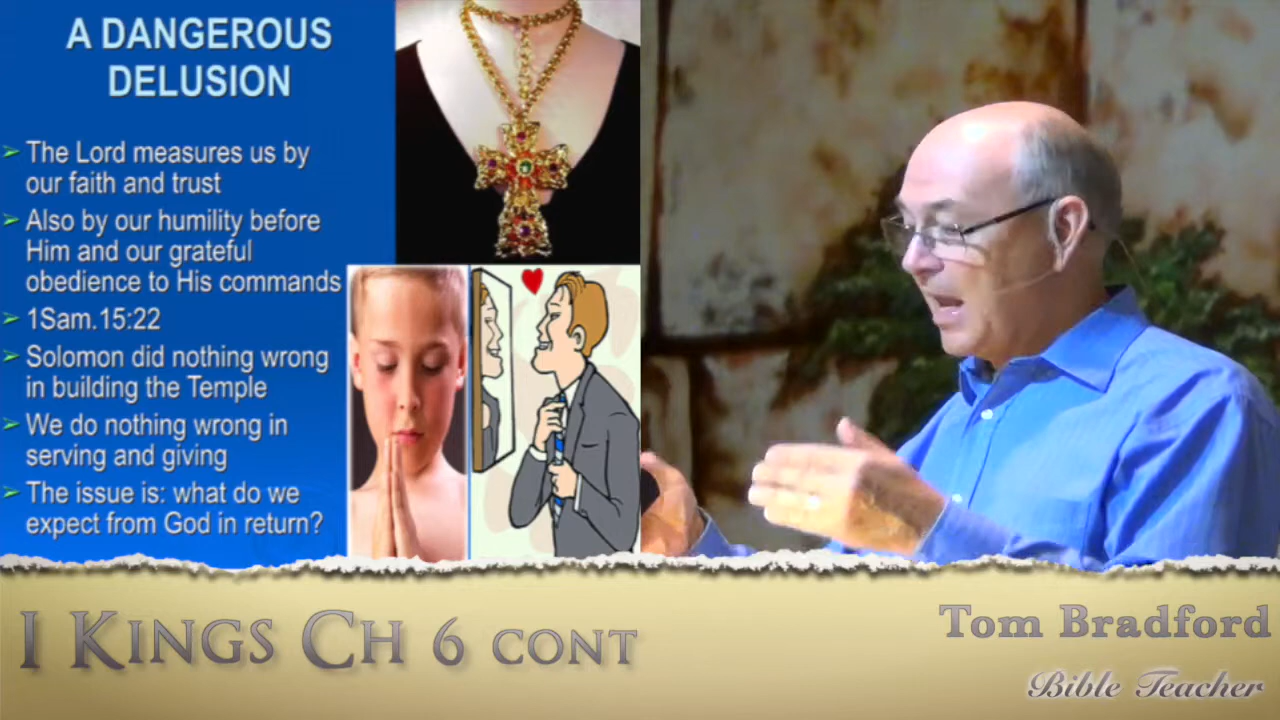 A DANGEROUS
DELUSION
➢ The Lord measures us by
our faith and trust
➢ Also by our humility before
Him and our grateful
obedience to His commands
➢ 1Sam.15:22
➢ Solomon did nothing wrong
in building the Temple
➢ We do nothing wrong in
serving and giving
➢ The issue is: what do we
expect from God in return?
I KINGS CH 6 CONT
Tom Bradford
Bible Teacher